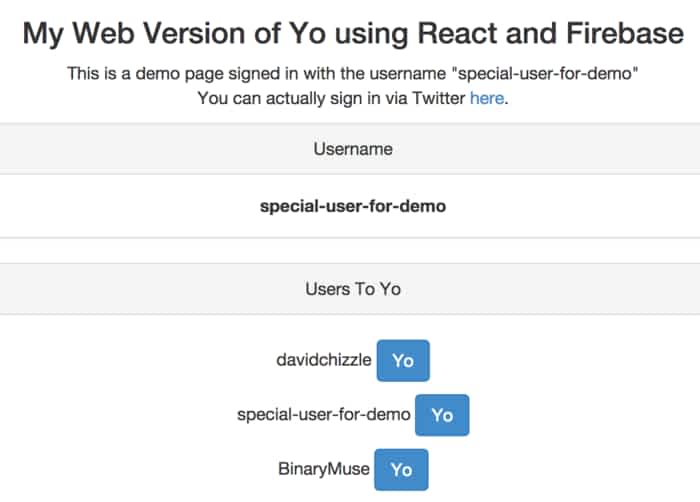 My Web Version of Yo using React and Firebase
This is a demo page signed in with the username "special-user-for-demo"
You can actually sign in via Twitter here.
Username
special-user-for-demo
Users To Yo
davidchizzle Yo
special-user-for-demo Yo
BinaryMuse Yo